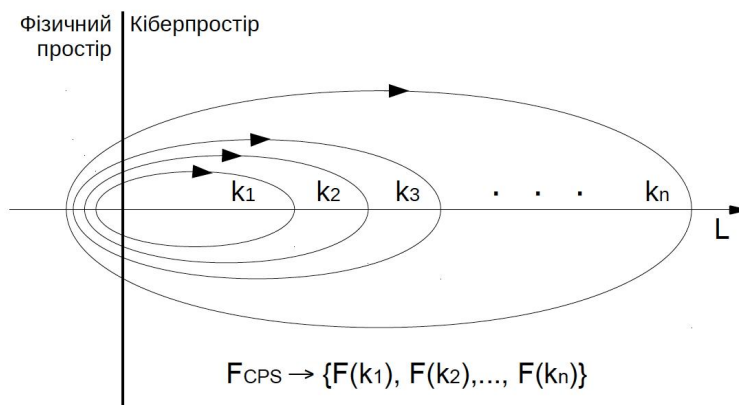 Фізичний
простір
Кіберпростір
k1 k2 k3 . . . kn
L
FCPS → {F(k1), F(k2),..., F(kn)}